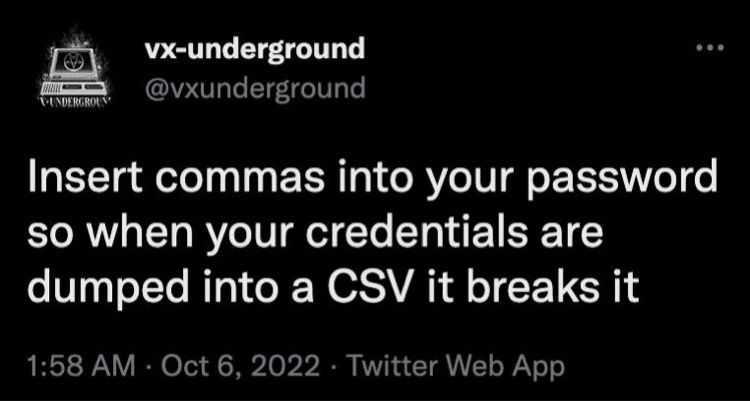 vx-underground
@vxunderground
V-UNDERGROUN
Insert commas into your password
so when your credentials are
dumped into a CSV it breaks it
1:58 AM · Oct 6, 2022 · Twitter Web App